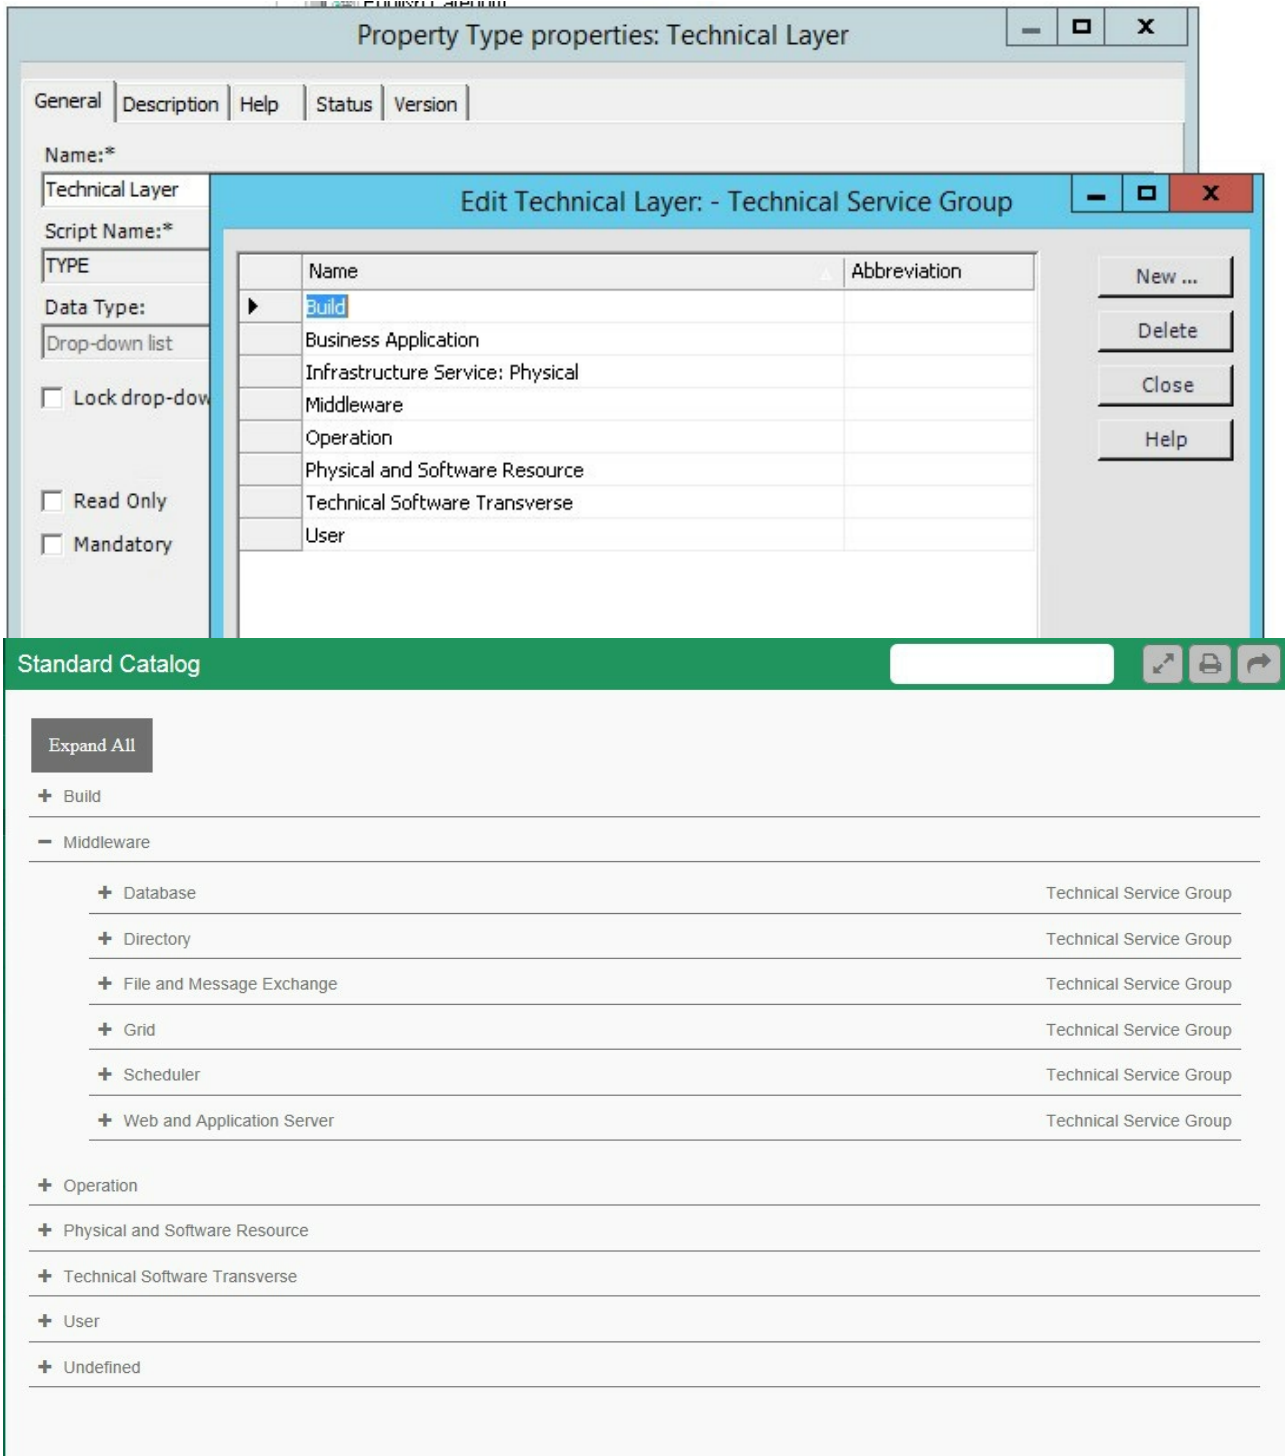 Property Type properties: Technical Layer
X
General Description Help Status Version
Name:*
Technical Layer
Edit Technical Layer: - Technical Service Group
X
Script Name:*
TYPE
Name Abbreviation
New ...
Data Type:
Build
Drop-down list
Business Application
Delete
Infrastructure Service: Physical
Close
Lock drop-dow
Middleware
Operation
Help
Physical and Software Resource
Read Only
Technical Software Transverse
User
Mandatory
Standard Catalog
Expand All
+ Build
− Middleware
+ Database Technical Service Group
+ Directory Technical Service Group
+ File and Message Exchange Technical Service Group
+ Grid Technical Service Group
+ Scheduler Technical Service Group
+ Web and Application Server Technical Service Group
+ Operation
+ Physical and Software Resource
+ Technical Software Transverse
+ User
+ Undefined